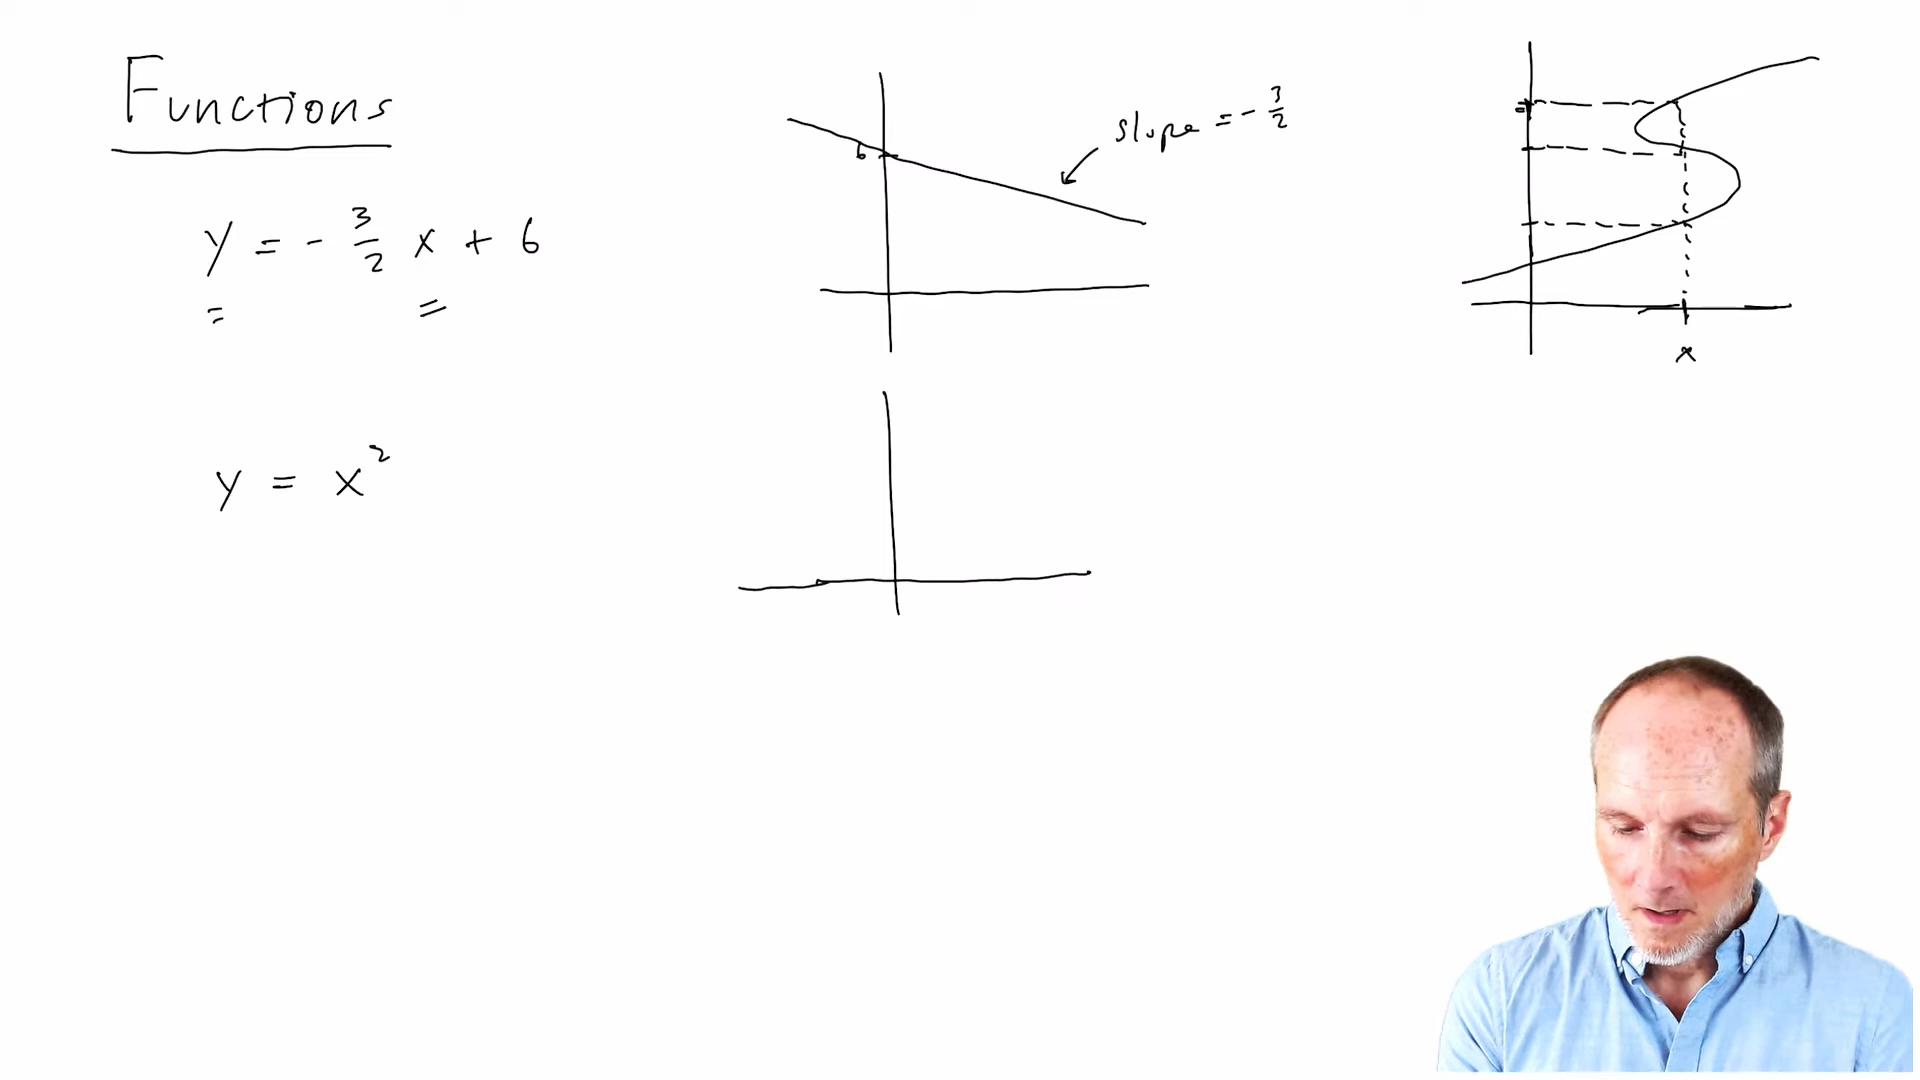 Functions
y = - 3/2 x + 6
= =
y = x²
6
slope = - 3/2
x